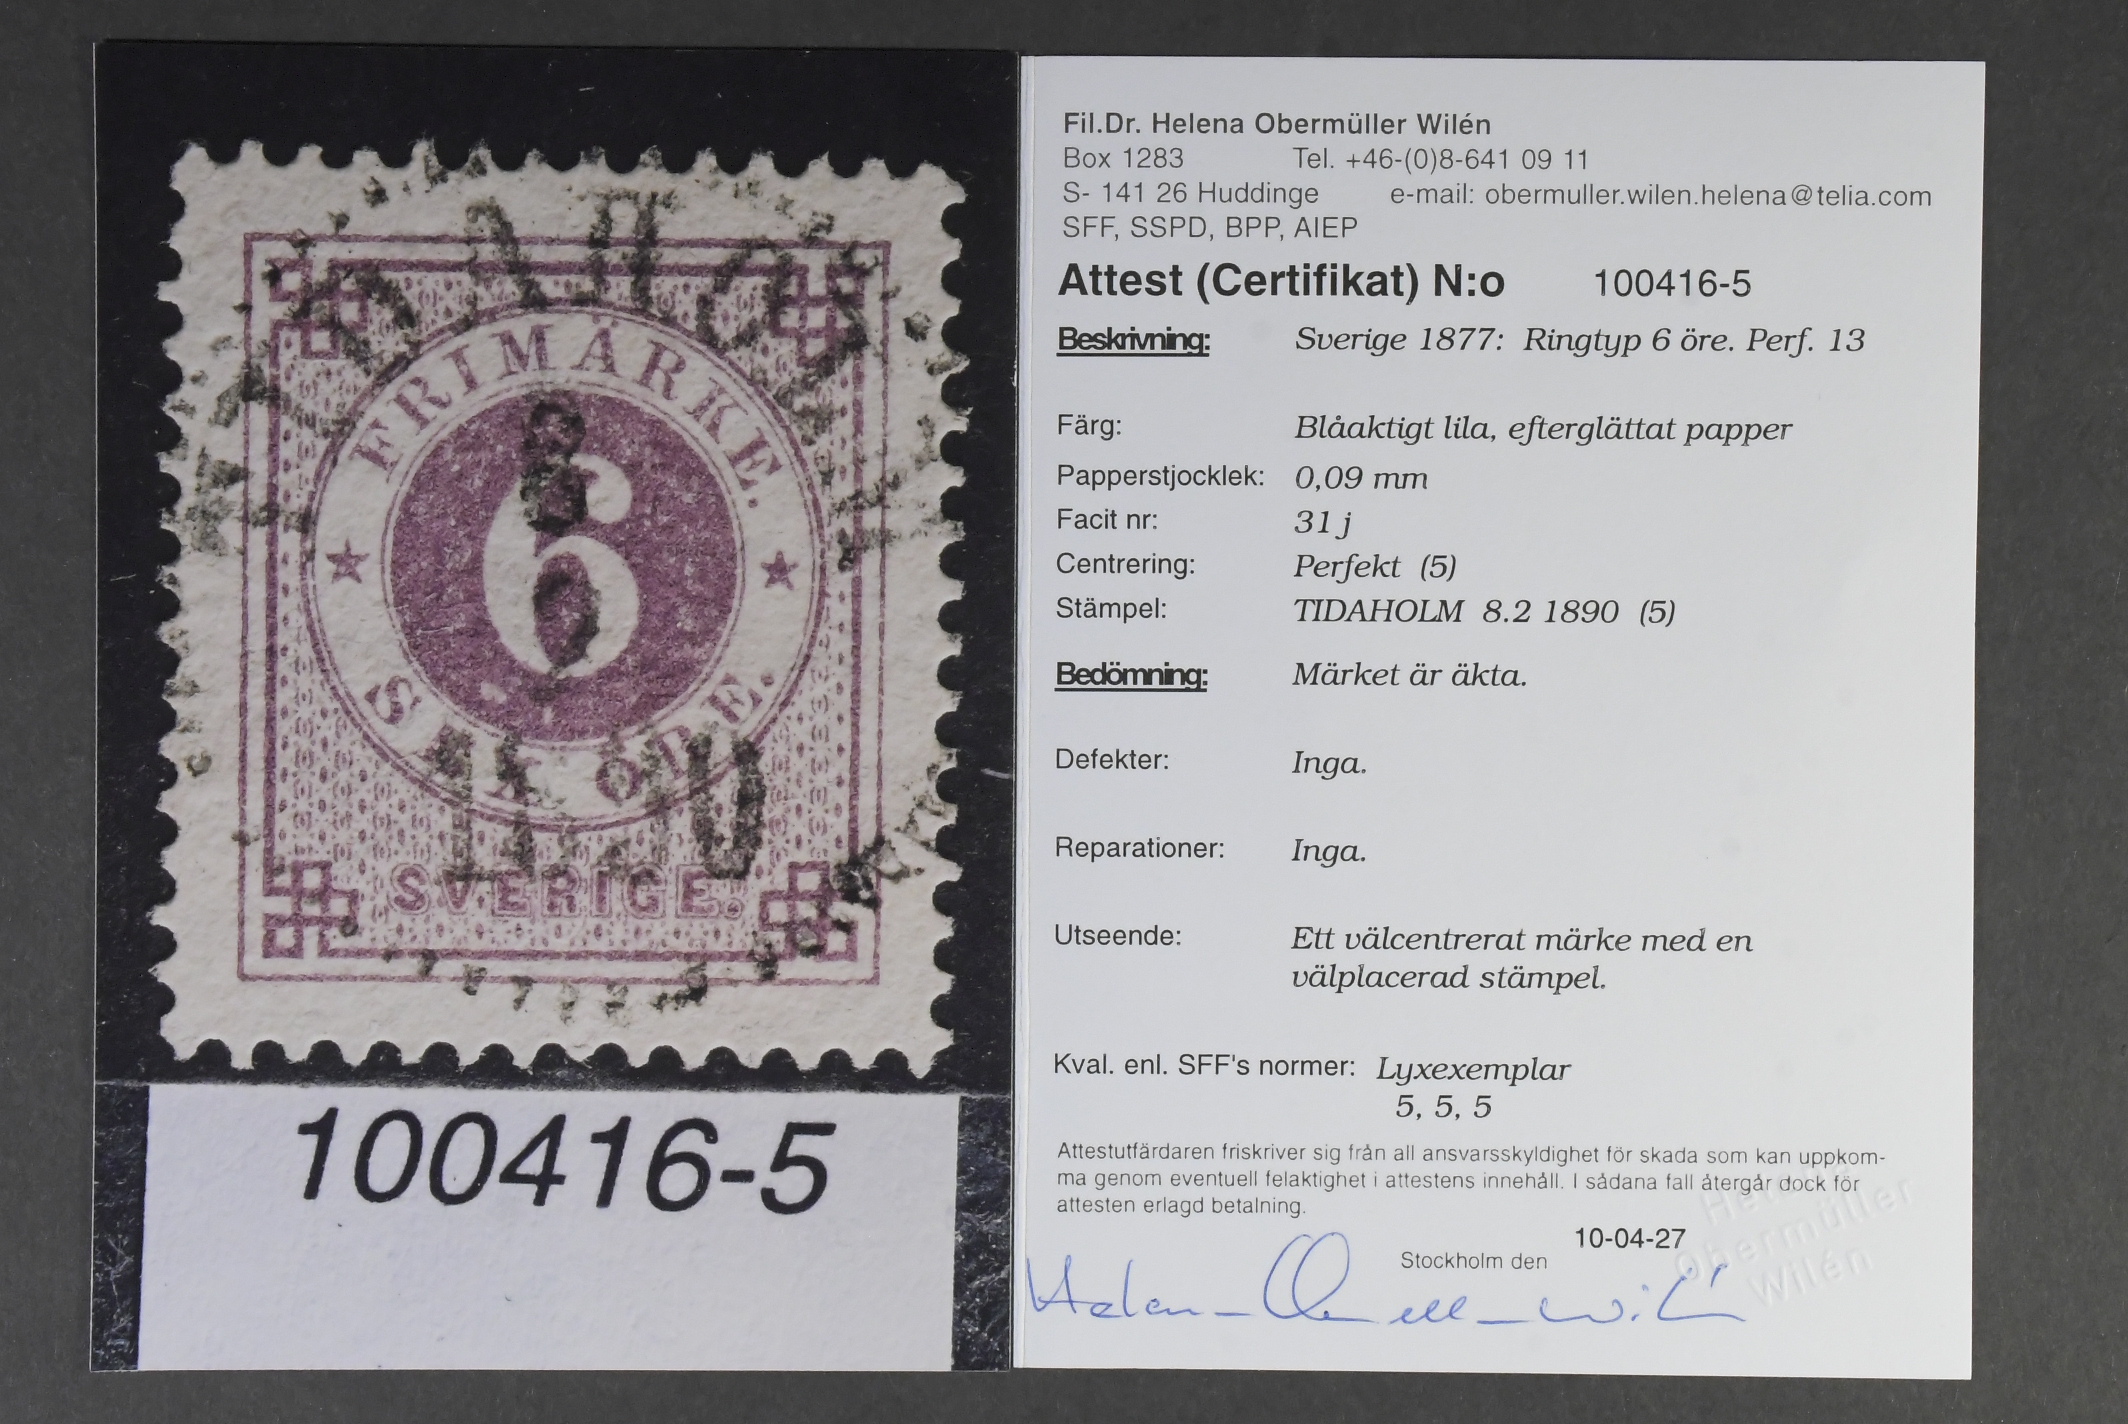 FRIMÄRKE.
6
SEX ÖRE.
SVERIGE.
8
2
100416-5
Fil.Dr. Helena Obermüller Wilén
Box 1283 Tel. +46-(0)8-641 09 11
S- 141 26 Huddinge e-mail: obermuller.wilen.helena@telia.com
SFF, SSPD, BPP, AIEP
Attest (Certifikat) N:o 100416-5
Beskrivning: Sverige 1877: Ringtyp 6 öre. Perf. 13
Färg: Blåaktigt lila, efterglättat papper
Papperstjocklek: 0,09 mm
Facit nr: 31 j
Centrering: Perfekt (5)
Stämpel: TIDAHOLM 8.2 1890 (5)
Bedömning: Märket är äkta.
Defekter: Inga.
Reparationer: Inga.
Utseende: Ett välcentrerat märke med en
välplacerad stämpel.
Kval. enl. SFF's normer: Lyxexemplar
5, 5, 5
Attestutfärdaren friskriver sig från all ansvarsskyldighet för skada som kan uppkom-
ma genom eventuell felaktighet i attestens innehåll. I sådana fall återgår dock för
attesten erlagd betalning.
Stockholm den 10-04-27
Helena
Obermüller
Wilén